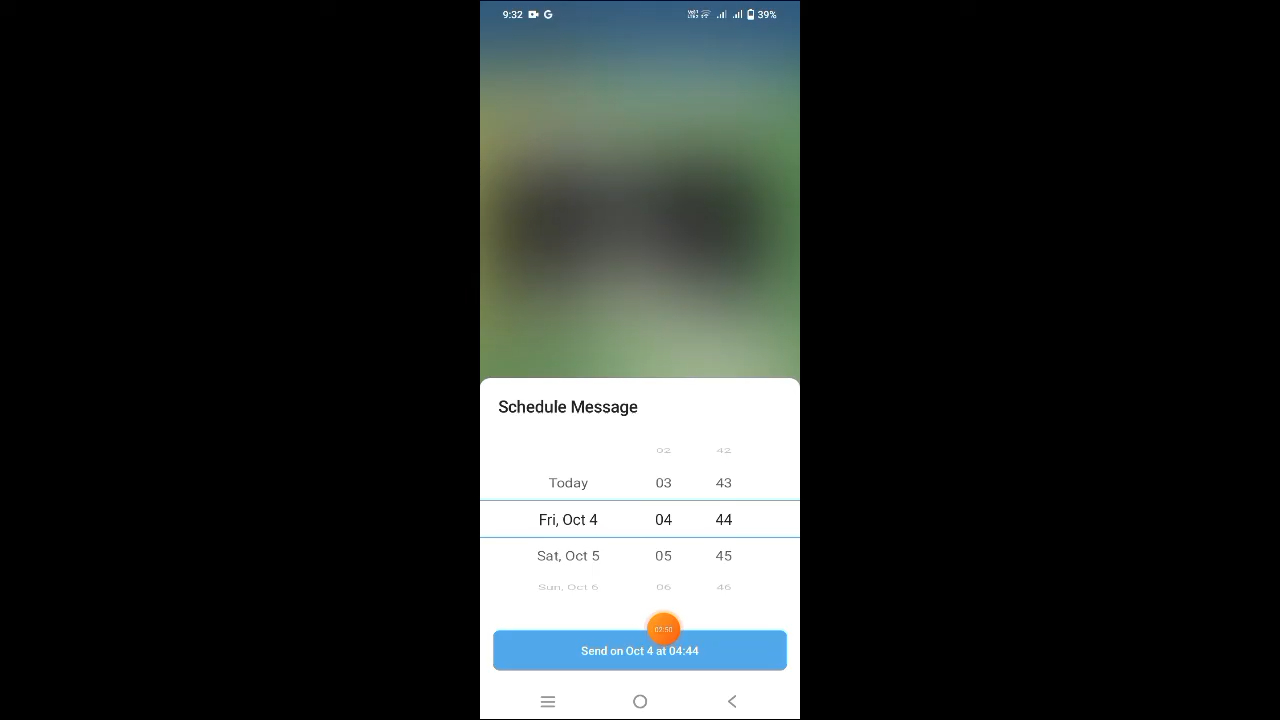 9:32 G 39%
Schedule Message
02 42
Today 03 43
Fri, Oct 4 04 44
Sat, Oct 5 05 45
Sun, Oct 6 06 46
Send on Oct 4 at 04:44